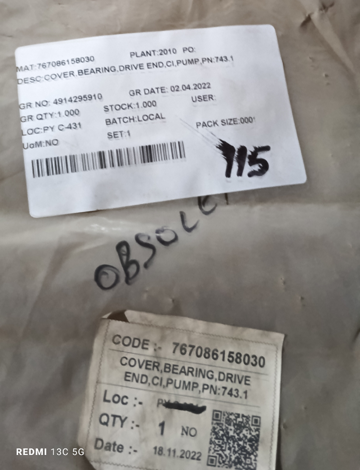 MAT:767086158030 PLANT:2010 PO:
DESC:COVER,BEARING,DRIVE END,CI,PUMP,PN:743.1
GR NO: 4914295910 GR DATE: 02.04.2022
GR.QTY:1.000 STOCK:1.000 USER:
LOC:PY C-431 BATCH:LOCAL PACK SIZE:000
UoM:NO SET:1
115
CODE :- 767086158030
COVER,BEARING,DRIVE
END,CI,PUMP,PN:743.1
Loc :-
QTY :- 1 NO
Date :- 18.11.2022
REDMI 13C 5G